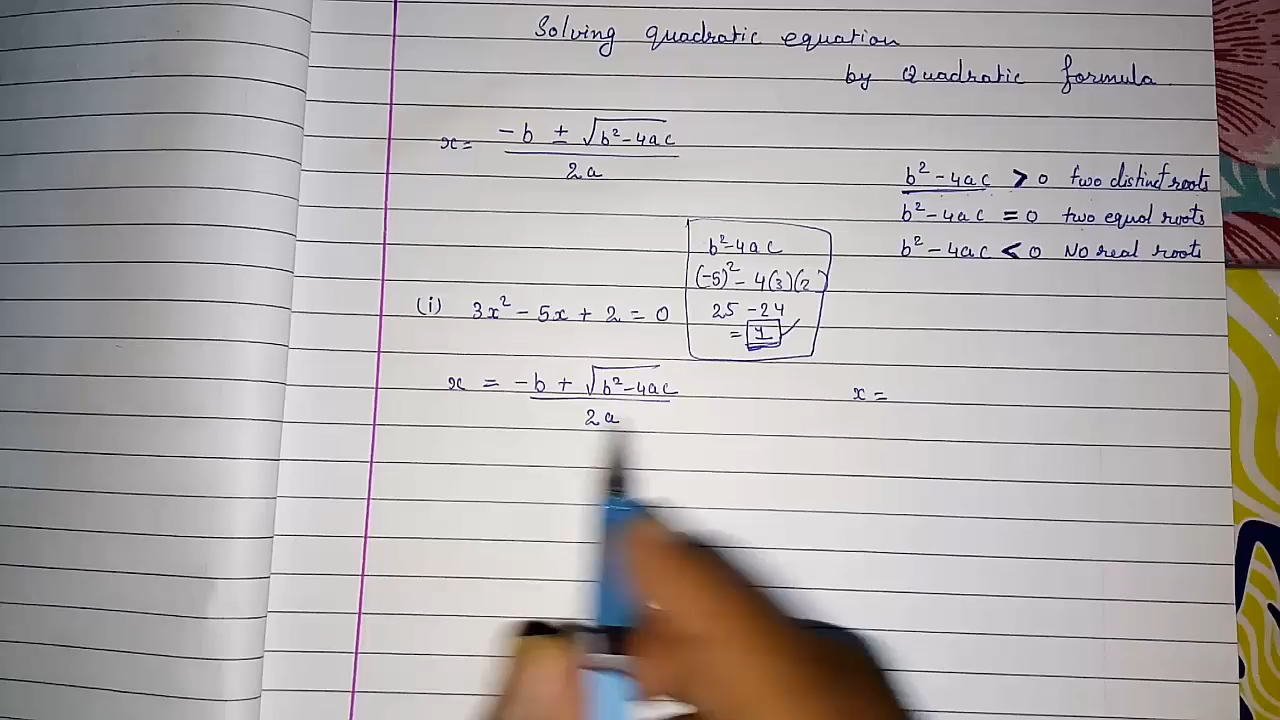 Solving quadratic equation
by Quadratic formula
x = -b ± √b²-4ac
2a
b²-4ac > 0 two distinct roots
b²-4ac = 0 two equal roots
b²-4ac < 0 No real roots
b²-4ac
(-5)² - 4(3)(2)
25 - 24
= 1 ✓
(i) 3x² - 5x + 2 = 0
x = -b + √b²-4ac
2a
x =